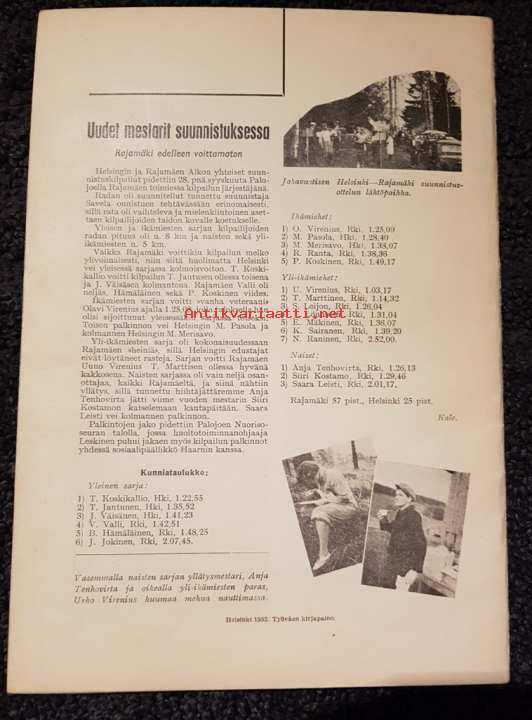 Uudet mestarit suunnistuksessa
Rajamäki edelleen voittamaton
Helsingin ja Rajamäen Alkon yhteiset suun-
nistuskilpailut pidettiin 28. pnä syyskuuta Palo-
joella Rajamäen toimiessa kilpailun järjestäjänä.
Radan oli suunnitellut tunnettu suunnistaja
Savela onnistuen tehtävässään erinomaisesti,
sillä rata oli vaihteleva ja mielenkiintoinen aset-
taen kilpailijoiden taidon kovalle koetukselle.
Yleisen ja ikämiesten sarjan kilpailijoiden
radan pituus oli n. 8 km ja naisten sekä yli-
ikämiesten n. 5 km.
Vaikka Rajamäki voittikin kilpailun melko
ylivoimaisesti, niin siitä huolimatta Helsinki
vei yleisessä sarjassa kolmoisvoiton. T. Koski-
kallio voitti kilpailun T. Jantusen ollessa toisena
ja J. Väisäsen kolmantena. Rajamäen Valli oli
neljäs, Hämäläinen sekä P. Koskinen viides.
Ikämiesten sarjan voitti vanha veteraani
Olavi Virenius ajalla 1.25,09,
olisi sijoittunut yleisessä
Toisen palkinnon vei Helsingin M. Pasola ja
kolmannen Helsingin M. Merisavo.
Yli-ikämiesten sarja oli kokonaisuudessaan
Rajamäen heiniäs, sillä Helsingin edustajat
eivät löytäneet rasteja. Sarjan voitti Rajamäen
Uuno Virenius T. Marttisen ollessa hyvänä
kakkosena. Naisten sarjassa oli vain neljä osan-
ottajaa, kaikki Rajamäeltä, ja siinä nähtiin
yllätys, sillä tunnettu hiihtäjättäremme Anja
Tenhovirta jätti viime vuoden mestarin Siiri
Kostamon katselemaan kantapäitään. Saara
Leisti vei kolmannen palkinnon.
Palkintojen jako pidettiin Palojoen Nuoriso-
seuran talolla, jossa huoltotoiminnanohjaaja
Leskinen puhui jakaen myös kilpailun palkinnot
yhdessä sosiaalipäällikkö Haarnin kanssa.
Kunniataulukko:
Yleinen sarja:
1) T. Koskikallio, Hki, 1.22,55
2) T. Jantunen, Hki, 1.35,52
3) J. Väisänen, Hki, 1.41,23
4) V. Valli, Rki, 1.42,51
5) B. Hämäläinen, Rki, 1.48,25
6) J. Jokinen, Rki, 2.07,45.
Vasemmalla naisten sarjan yllätysmestari, Anja
Tenhovirta ja oikealla yli-ikämiesten paras,
Urho Virenius kuumaa mehua nauttimassa.
Jokavuotisen Helsinki—Rajamäki suunnistus-
ottelun lähtöpaikka.
Ikämiehet:
1) O. Virenius, Rki, 1.25,09
2) M. Pasola, Hki, 1.28,49
3) M. Merisavo, Hki, 1.38,07
4) R. Ranta, Rki, 1.38,36
5) P. Koskinen, Rki, 1.49,17
Yli-ikämiehet:
1) U. Virenius, Rki, 1.03,17
2) T. Marttinen, Rki, 1.14,32
3) S. Leijon, Rki, 1.26,04
Rki, 1.31,04
5) E. Mäkinen, Rki, 1.36,07
6) K. Sairanen, Rki, 1.39,20
7) N. Raninen, Rki, 2.52,00.
Naiset:
1) Anja Tenhovirta, Rki, 1.26,13
2) Siiri Kostamo, Rki, 1.29,46
3) Saara Leisti, Rki, 2.01,17.
Rajamäki 57 pist., Helsinki 25 pist.
Kale.
Helsinki 1952. Työväen kirjapaino.
Antikvariaatti.net